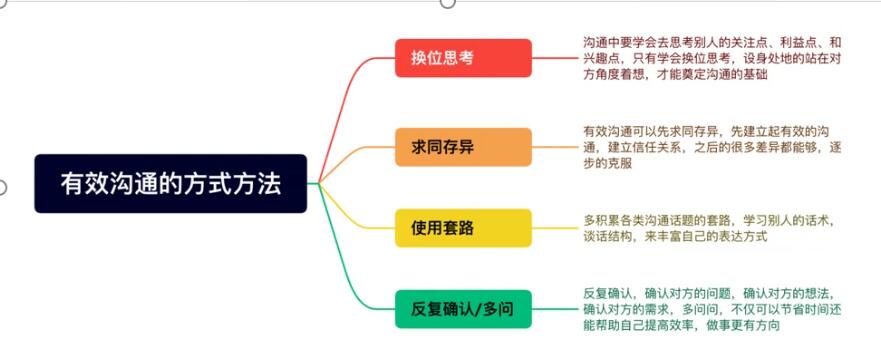 有效沟通的方式方法
换位思考
沟通中要学会去思考别人的关注点、利益点、和
兴趣点，只有学会换位思考，设身处地的站在对
方角度着想，才能奠定沟通的基础
求同存异
有效沟通可以先求同存异，先建立起有效的沟
通，建立信任关系，之后的很多差异都能够，逐
步的克服
使用套路
多积累各类沟通话题的套路，学习别人的话术，
谈话结构，来丰富自己的表达方式
反复确认/多问
反复确认，确认对方的问题，确认对方的想法，
确认对方的需求，多问问，不仅可以节省时间还
能帮助自己提高效率，做事更有方向